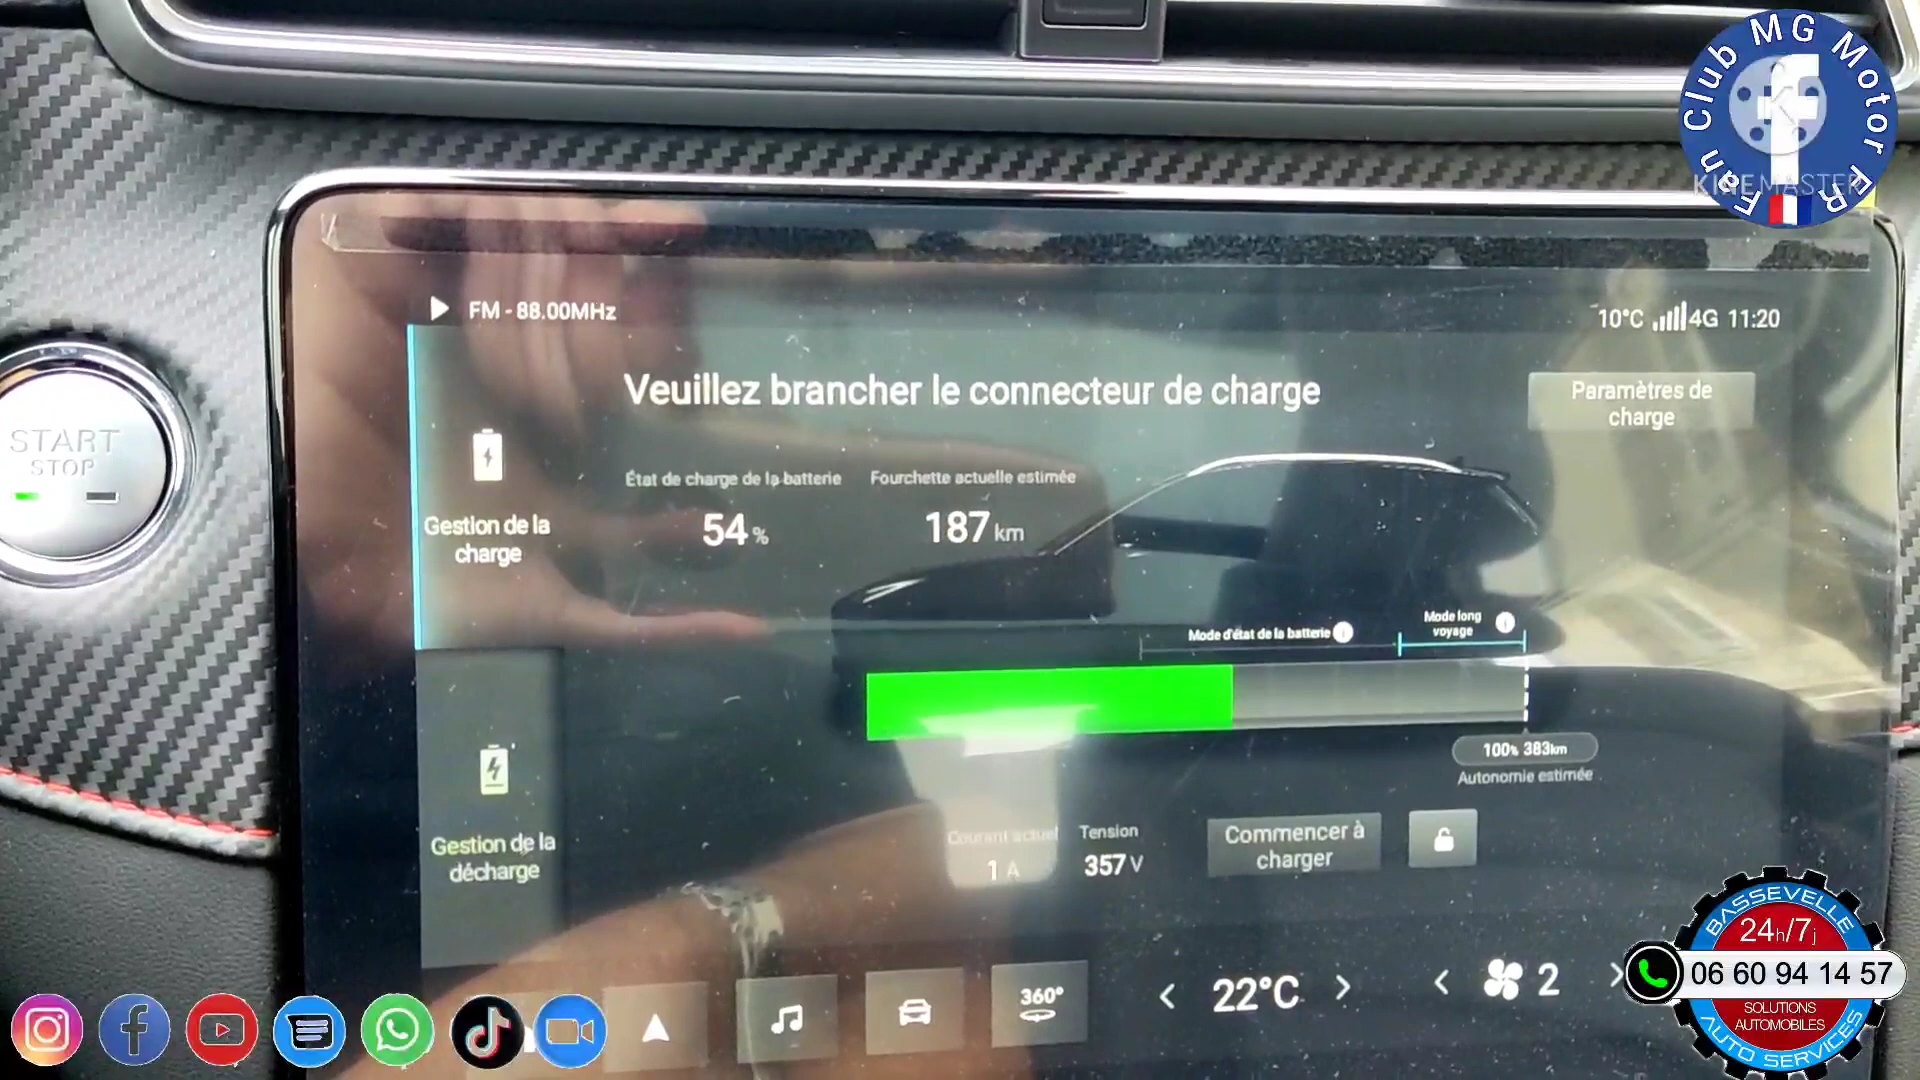 Fan Club MG Motor FR
KINEMASTER
FM - 88.00MHz
10°C 4G 11:20
Veuillez brancher le connecteur de charge
Paramètres de
charge
START
STOP
État de charge de la batterie
Fourchette actuelle estimée
54 %
187 km
Gestion de la
charge
Mode d'état de la batterie
Mode long
voyage
100% 383km
Autonomie estimée
Gestion de la
décharge
Courant actuel
1 A
Tension
357 V
Commencer à
charger
360°
22°C
2
BASSEVELLE
24h/7j
06 60 94 14 57
SOLUTIONS
AUTOMOBILES
AUTO SERVICES